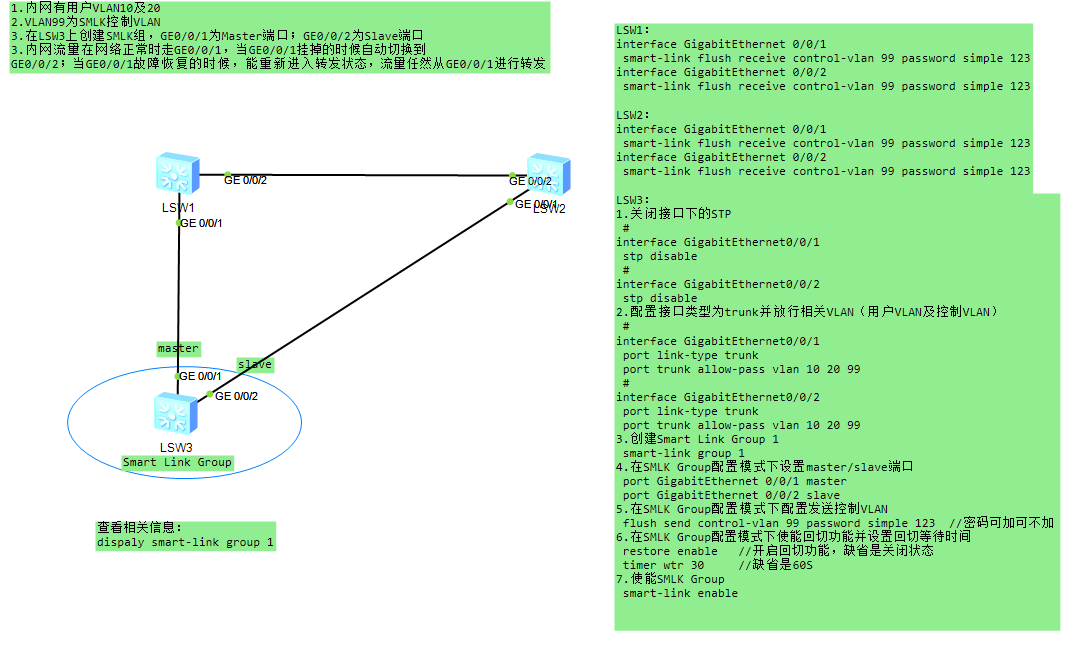 1.内网有用户VLAN10及20
2.VLAN99为SMLK控制VLAN
3.在LSW3上创建SMLK组，GE0/0/1为Master端口；GE0/0/2为Slave端口
3.内网流量在网络正常时走GE0/0/1，当GE0/0/1挂掉的时候自动切换到
GE0/0/2；当GE0/0/1故障恢复的时候，能重新进入转发状态，流量任然从GE0/0/1进行转发
GE 0/0/2
GE 0/0/2
LSW1
GE 0/0/1
LSW2
GE 0/0/1
master
slave
GE 0/0/1
GE 0/0/2
LSW3
Smart Link Group
查看相关信息：
dispaly smart-link group 1
LSW1:
interface GigabitEthernet 0/0/1
smart-link flush receive control-vlan 99 password simple 123
interface GigabitEthernet 0/0/2
smart-link flush receive control-vlan 99 password simple 123
LSW2:
interface GigabitEthernet 0/0/1
smart-link flush receive control-vlan 99 password simple 123
interface GigabitEthernet 0/0/2
smart-link flush receive control-vlan 99 password simple 123
LSW3:
1.关闭接口下的STP
#
interface GigabitEthernet0/0/1
stp disable
#
interface GigabitEthernet0/0/2
stp disable
2.配置接口类型为trunk并放行相关VLAN（用户VLAN及控制VLAN）
#
interface GigabitEthernet0/0/1
port link-type trunk
port trunk allow-pass vlan 10 20 99
#
interface GigabitEthernet0/0/2
port link-type trunk
port trunk allow-pass vlan 10 20 99
3.创建Smart Link Group 1
smart-link group 1
4.在SMLK Group配置模式下设置master/slave端口
port GigabitEthernet 0/0/1 master
port GigabitEthernet 0/0/2 slave
5.在SMLK Group配置模式下配置发送控制VLAN
flush send control-vlan 99 password simple 123 //密码可加可不加
6.在SMLK Group配置模式下使能回切功能并设置回切等待时间
restore enable //开启回切功能，缺省是关闭状态
timer wtr 30 //缺省是60S
7.使能SMLK Group
smart-link enable